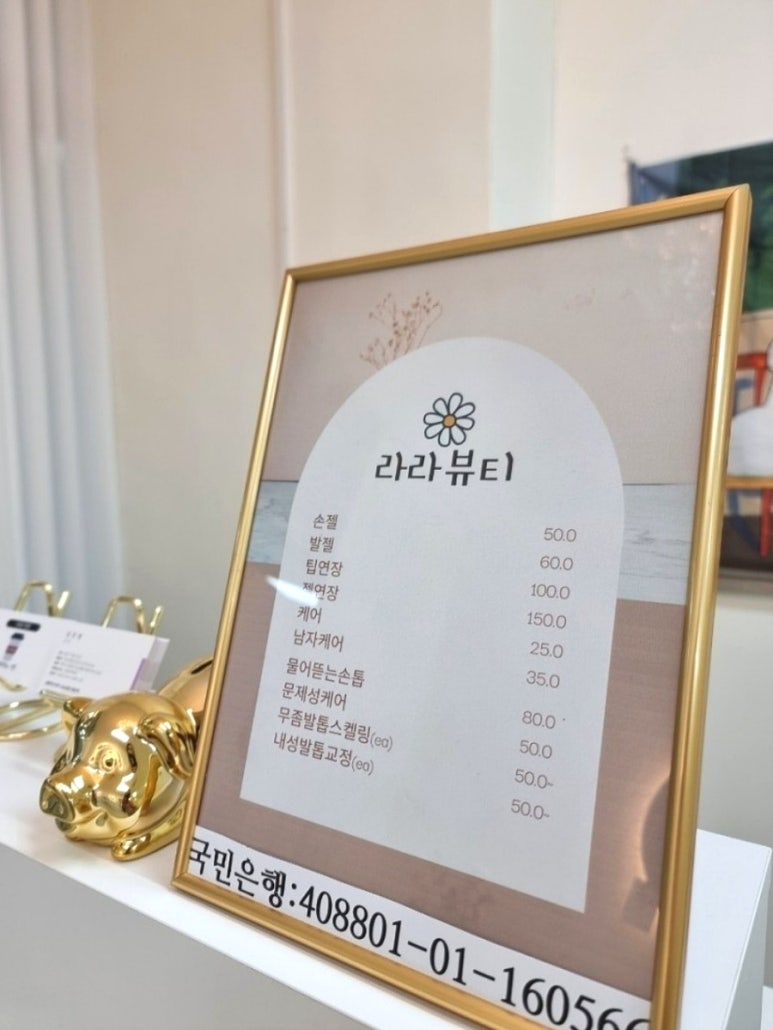 라라뷰티
손젤 50.0
발젤 60.0
팁연장 100.0
젤연장 150.0
케어 25.0
남자케어 35.0
물어뜯는손톱 80.0
문제성케어 50.0
무좀발톱스켈링(ea) 50.0~
내성발톱교정(ea) 50.0~
국민은행:408801-01-16056